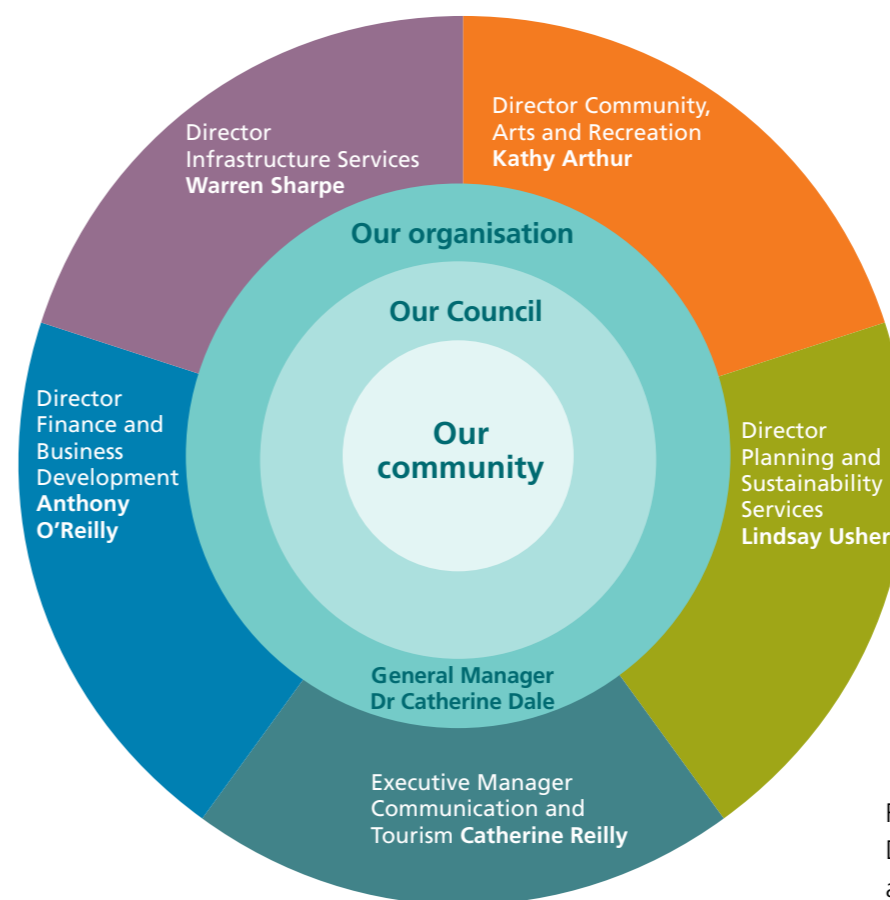 Director
Infrastructure Services
Warren Sharpe
Director Community,
Arts and Recreation
Kathy Arthur
Our organisation
Our Council
Our
community
Director
Finance and
Business
Development
Anthony
O'Reilly
Director
Planning and
Sustainability
Services
Lindsay Usher
General Manager
Dr Catherine Dale
Executive Manager
Communication and
Tourism Catherine Reilly